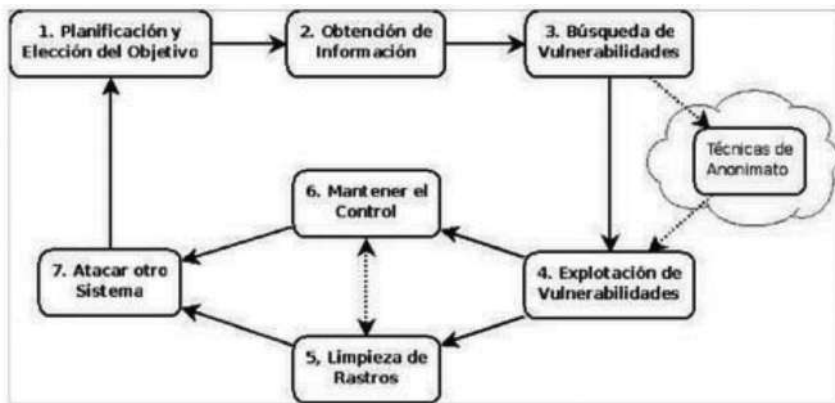 1. Planificación y
Elección del Objetivo
2. Obtención de
Información
3. Búsqueda de
Vulnerabilidades
Técnicas de
Anonimato
6. Mantener el
Control
7. Atacar otro
Sistema
4. Explotación de
Vulnerabilidades
5, Limpieza de
Rastros